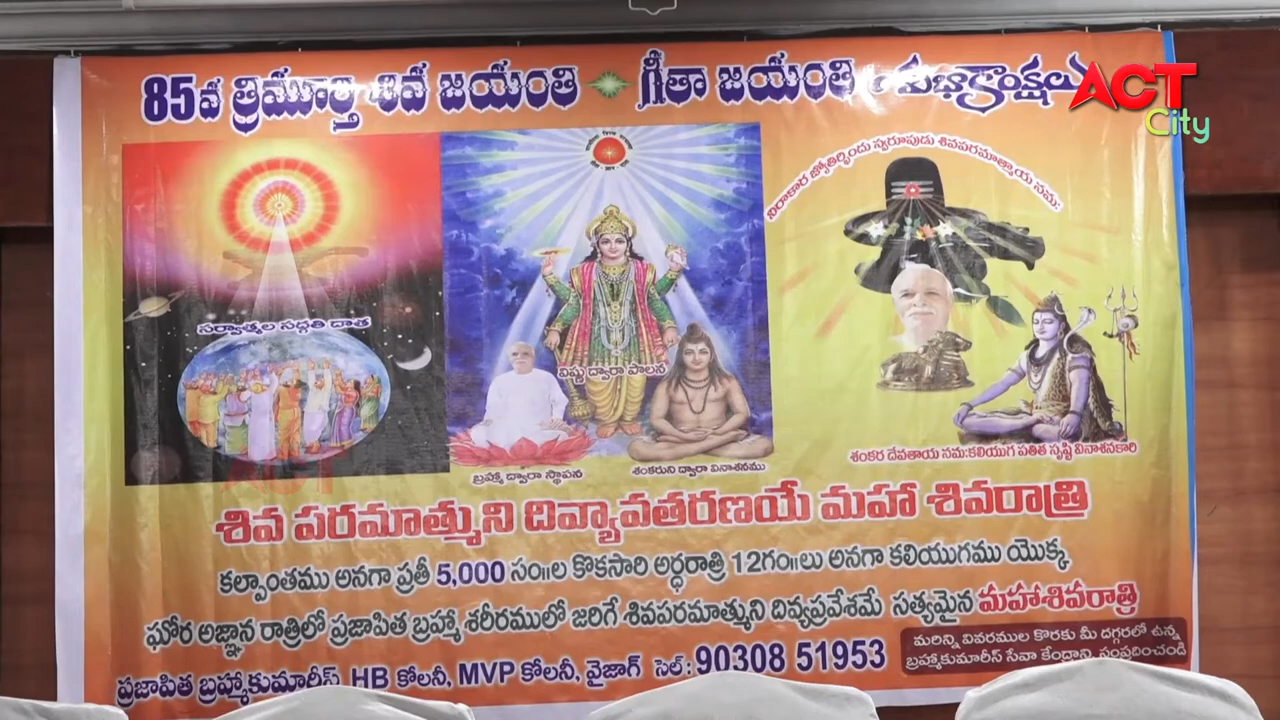 85వ త్రిమూర్తి శివ జయంతి గీతా జయంతి శుభాకాంక్షలు
ACT
City
నిరాకార జ్యోతిర్బిందు స్వరూపుడు శివపరమాత్మాయ నమః
సర్వాత్మల సద్గతి దాత
విష్ణు ద్వారా పాలన
బ్రహ్మా ద్వారా స్థాపన
శంకరుని ద్వారా వినాశనము
శంకర దేవతాయ నమఃకలియుగ పతిత సృష్టి వినాశనకారి
శివ పరమాత్ముని దివ్యావతరణయే మహా శివరాత్రి
కల్పాంతము అనగా ప్రతీ 5,000 సం॥ల కొకసారి అర్ధరాత్రి 12గం॥లు అనగా కలియుగము యొక్క
ఘోర అజ్ఞాన రాత్రిలో ప్రజాపిత బ్రహ్మా శరీరములో జరిగే శివపరమాత్ముని దివ్యప్రవేశమే సత్యమైన మహాశివరాత్రి
ప్రజాపిత బ్రహ్మాకుమారీస్, HB కోలనీ, MVP కోలనీ, వైజాగ్ సెల్ : 90308 51953
మరిన్ని వివరముల కొరకు మీ దగ్గరలో ఉన్న
బ్రహ్మాకుమారీస్ సేవా కేంద్రాని సంప్రదించండి